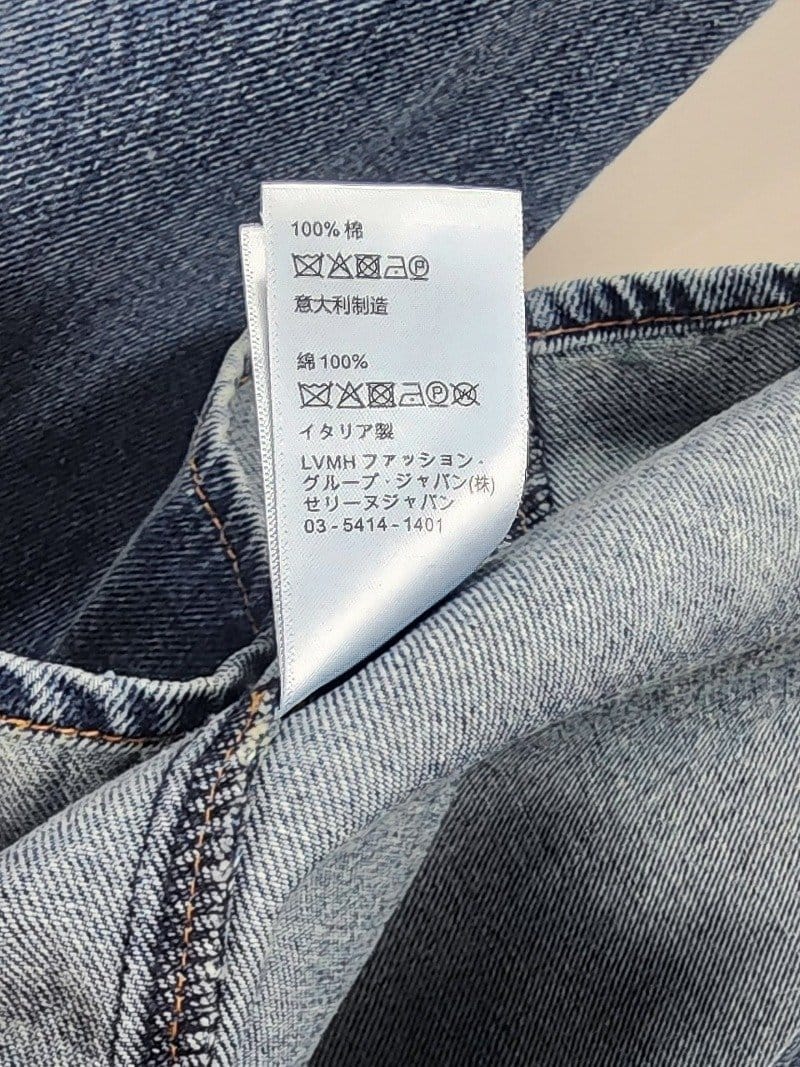 100% 棉
意大利制造
綿 100%
イタリア製
LVMH ファッション・
グループ・ジャパン(株)
セリーヌジャパン
03 - 5414 - 1401